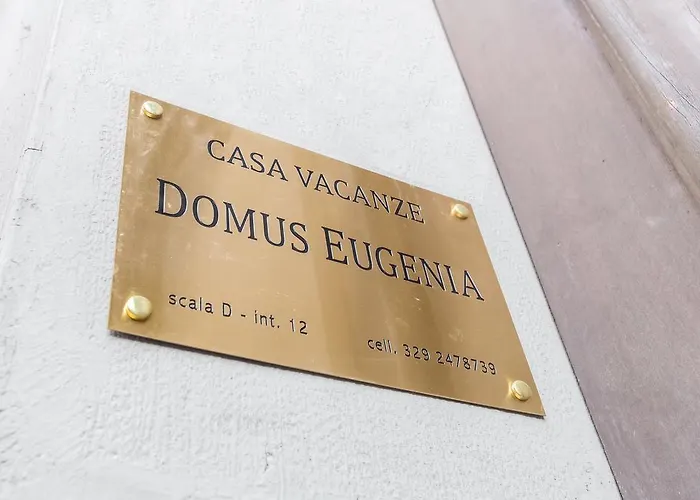 CASA VACANZE
DOMUS EUGENIA
scala D - int. 12
cell. 329 2478739